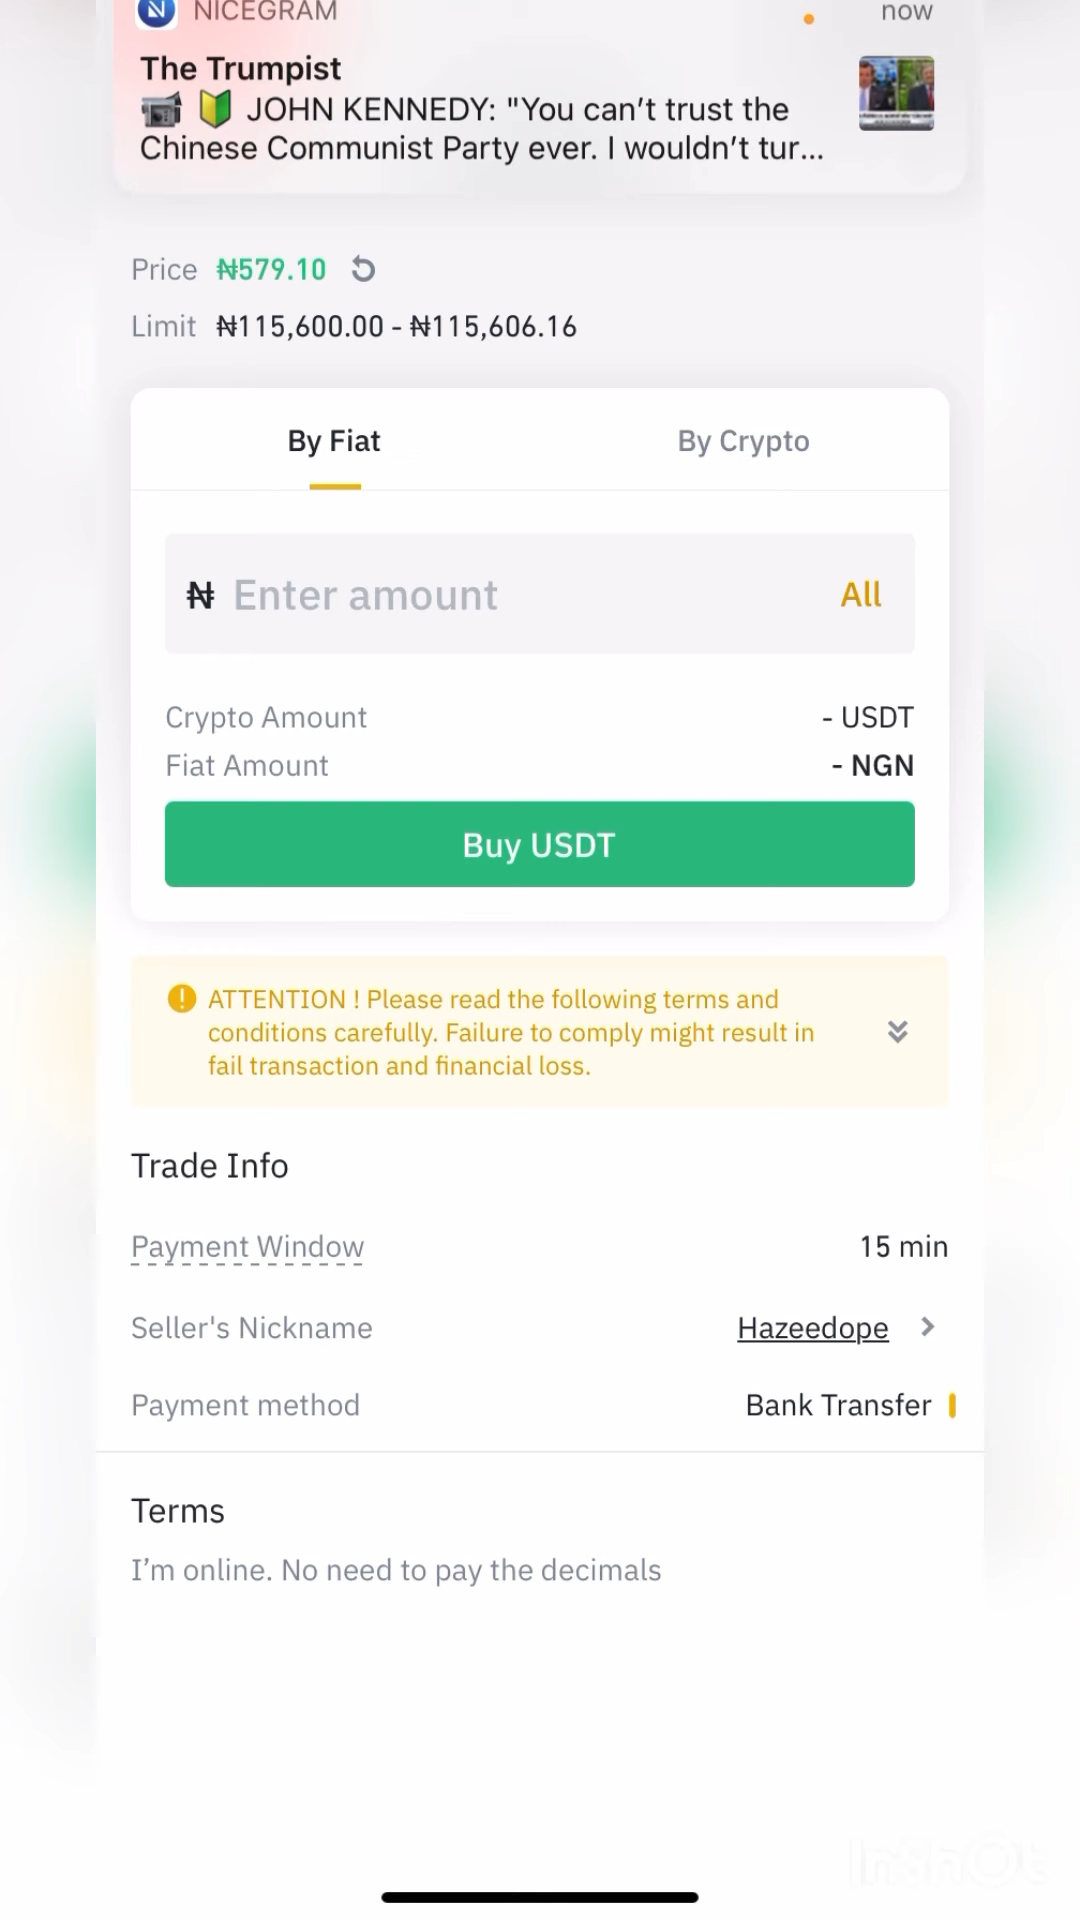 NICEGRAM
now
The Trumpist
JOHN KENNEDY: "You can’t trust the
Chinese Communist Party ever. I wouldn’t tur...
Price ₦579.10
Limit ₦115,600.00 - ₦115,606.16
By Fiat
By Crypto
₦ Enter amount
All
Crypto Amount
- USDT
Fiat Amount
- NGN
Buy USDT
ATTENTION ! Please read the following terms and
conditions carefully. Failure to comply might result in
fail transaction and financial loss.
Trade Info
Payment Window
15 min
Seller's Nickname
Hazeedope
Payment method
Bank Transfer
Terms
I’m online. No need to pay the decimals
InShOt